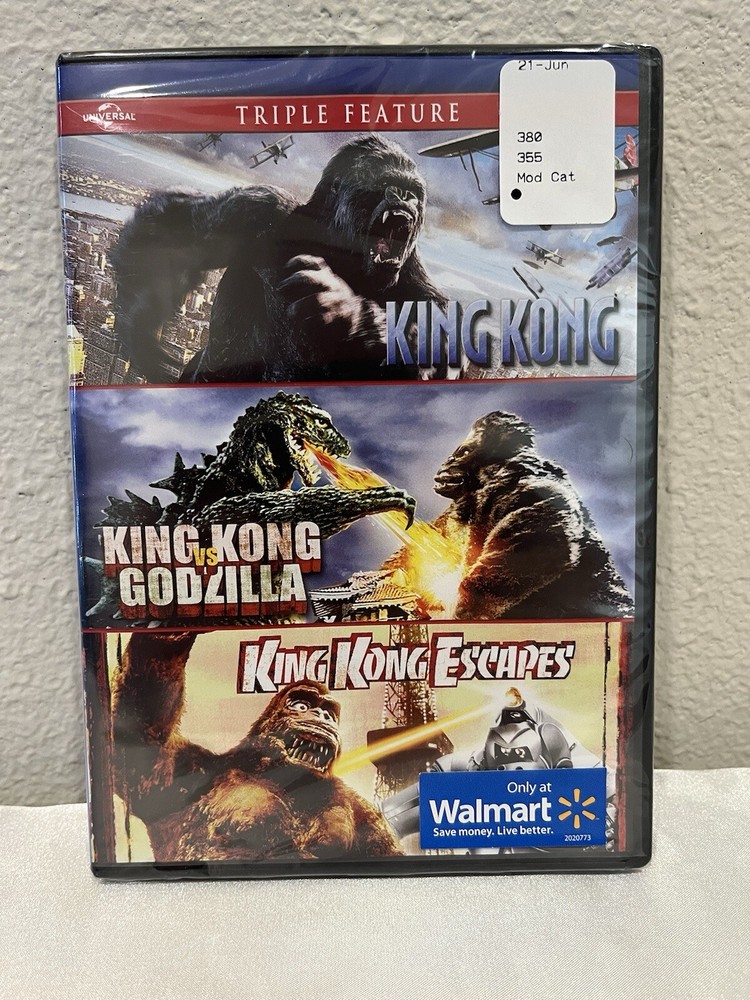 21-Jun
UNIVERSAL
TRIPLE FEATURE
380
355
Mod Cat
KING KONG
KING VS KONG
GODZILLA
KING KONG ESCAPES
Only at
Walmart
Save money. Live better.
2020773